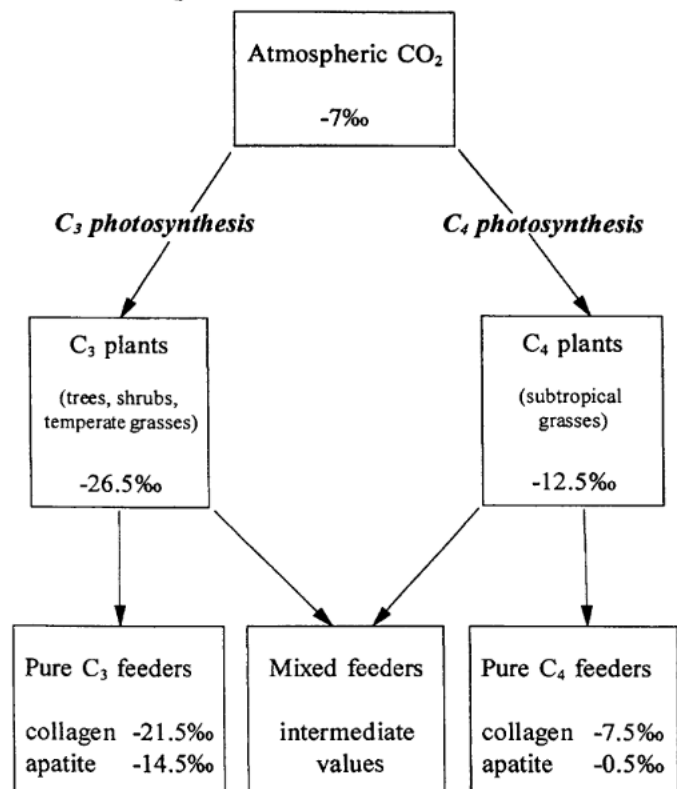 Atmospheric CO₂
-7‰
C₃ photosynthesis
C₄ photosynthesis
C₃ plants
(trees, shrubs,
temperate grasses)
-26.5‰
C₄ plants
(subtropical
grasses)
-12.5‰
Pure C₃ feeders
collagen -21.5‰
apatite -14.5‰
Mixed feeders
intermediate
values
Pure C₄ feeders
collagen -7.5‰
apatite -0.5‰